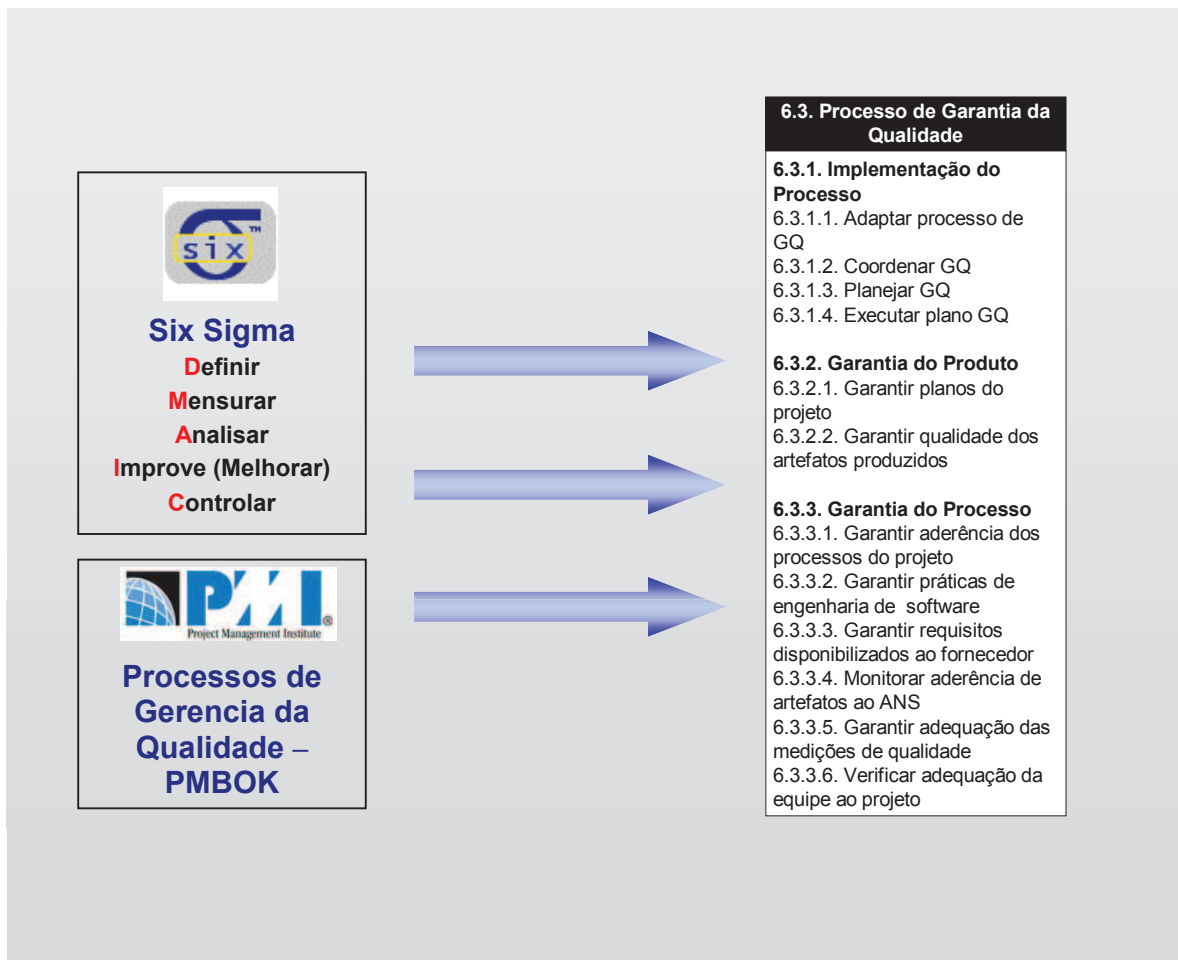 six
TM
Six Sigma
Definir
Mensurar
Analisar
Improve (Melhorar)
Controlar
PMI®
Project Management Institute
Processos de
Gerencia da
Qualidade –
PMBOK
6.3. Processo de Garantia da
Qualidade
6.3.1. Implementação do
Processo
6.3.1.1. Adaptar processo de
GQ
6.3.1.2. Coordenar GQ
6.3.1.3. Planejar GQ
6.3.1.4. Executar plano GQ
6.3.2. Garantia do Produto
6.3.2.1. Garantir planos do
projeto
6.3.2.2. Garantir qualidade dos
artefatos produzidos
6.3.3. Garantia do Processo
6.3.3.1. Garantir aderência dos
processos do projeto
6.3.3.2. Garantir práticas de
engenharia de software
6.3.3.3. Garantir requisitos
disponibilizados ao fornecedor
6.3.3.4. Monitorar aderência de
artefatos ao ANS
6.3.3.5. Garantir adequação das
medições de qualidade
6.3.3.6. Verificar adequação da
equipe ao projeto